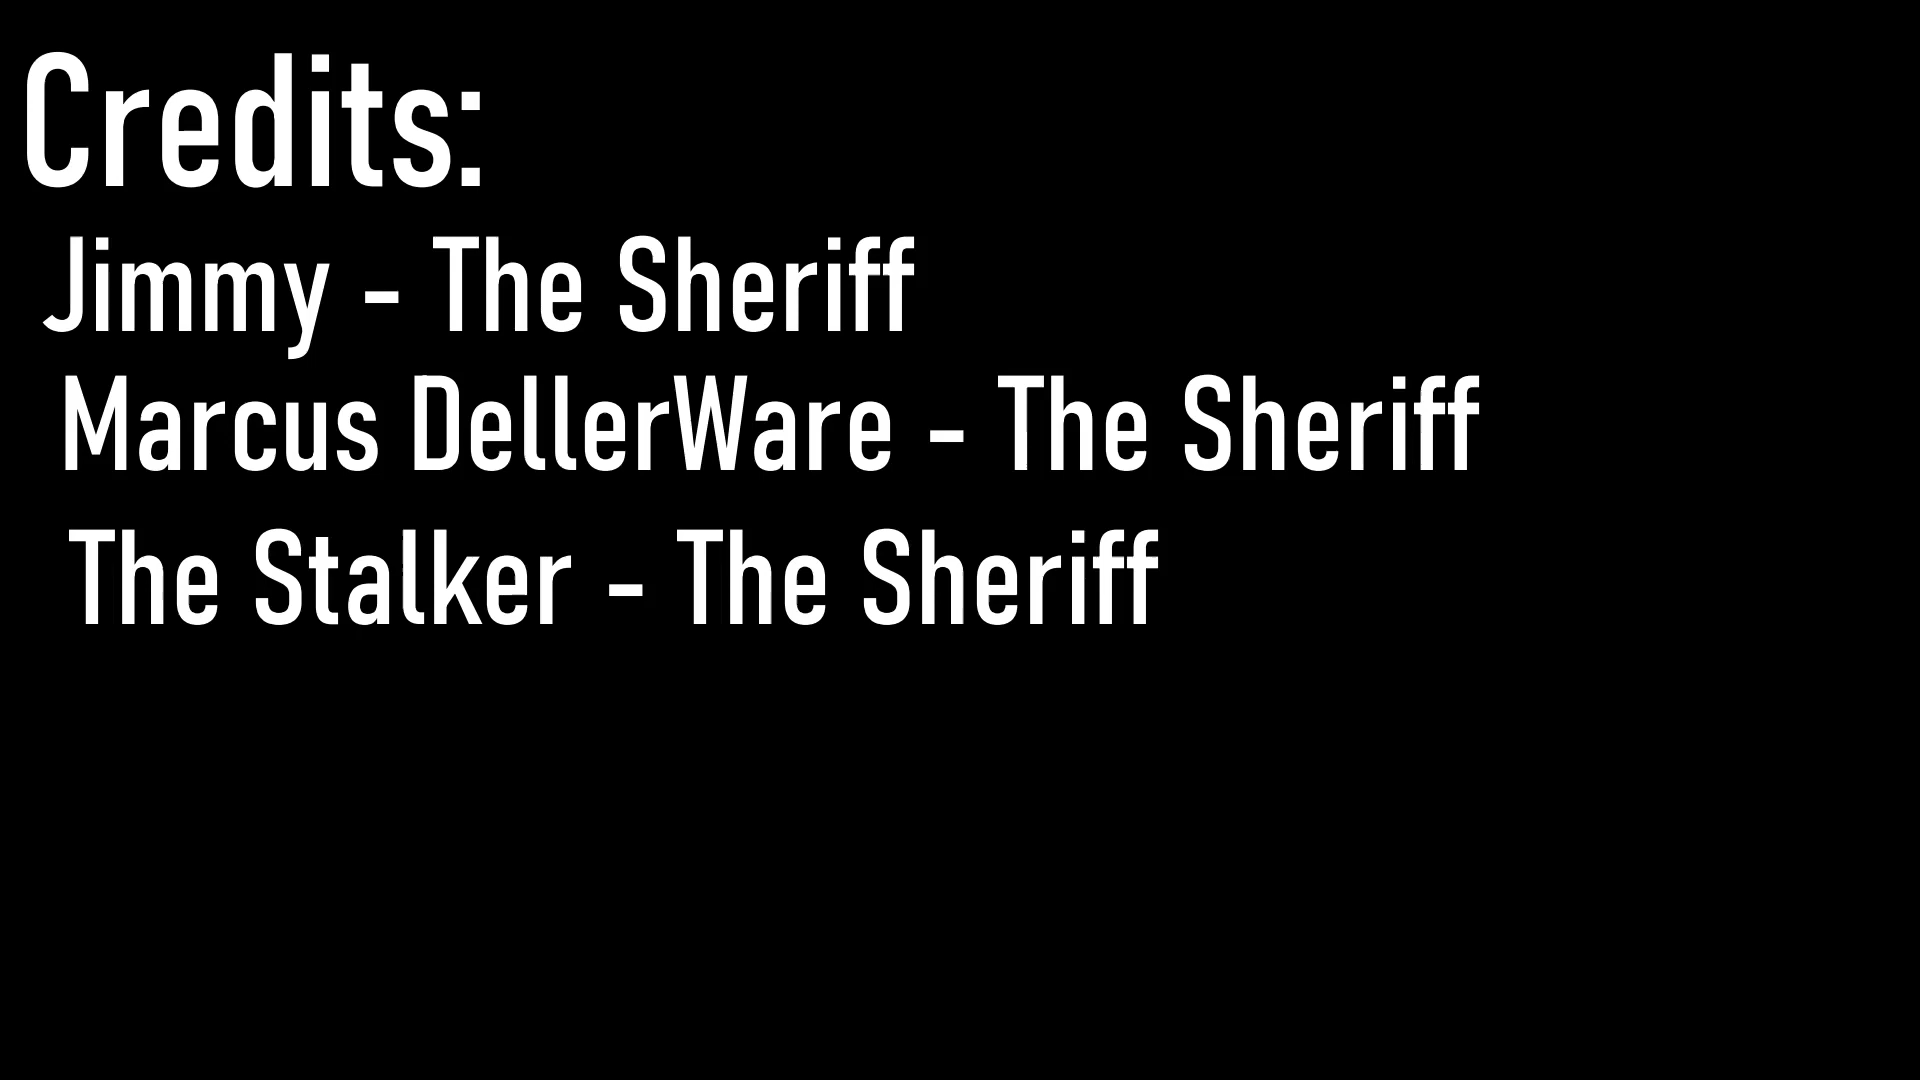 Credits:
Jimmy - The Sheriff
Marcus DellerWare - The Sheriff
The Stalker - The Sheriff